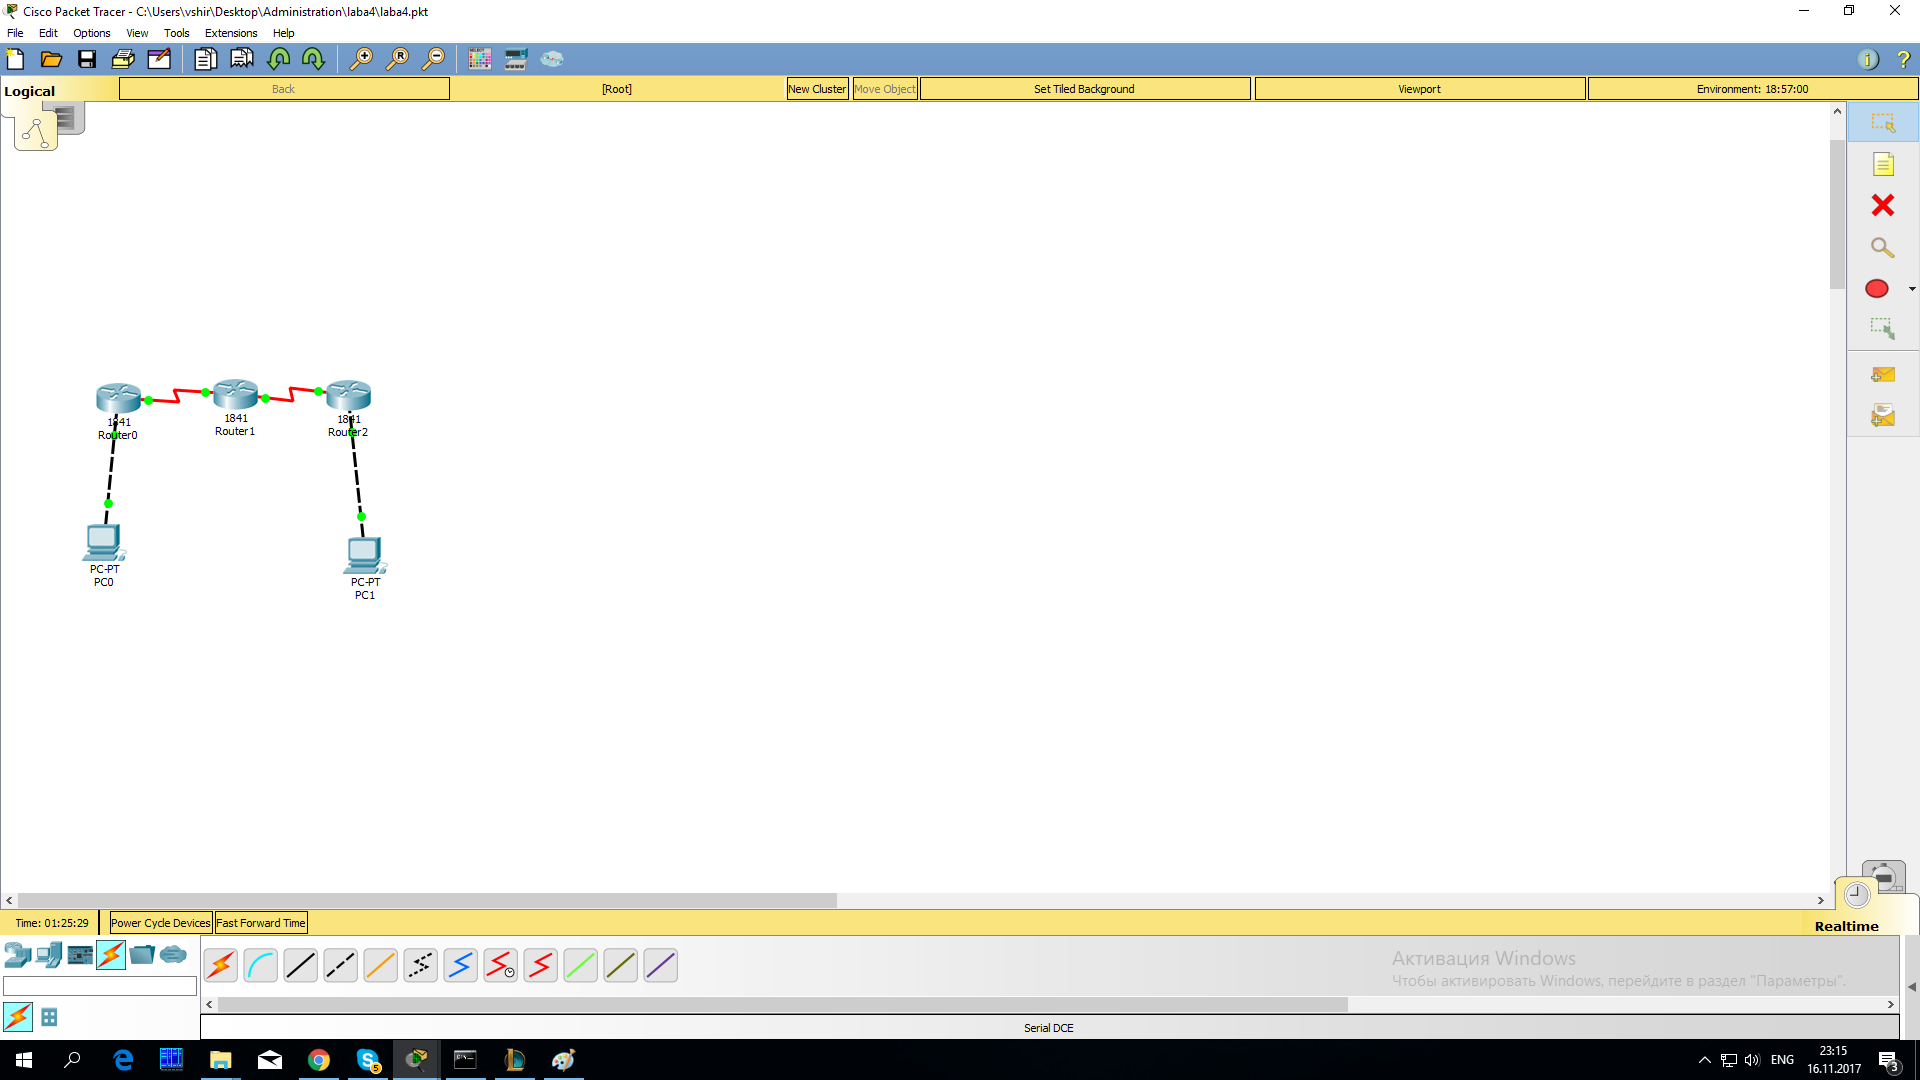 Cisco Packet Tracer - C:\Users\vshir\Desktop\Administration\laba4\laba4.pkt
File Edit Options View Tools Extensions Help
Logical
Back
[Root]
New Cluster
Move Object
Set Tiled Background
Viewport
Environment: 18:57:00
1841
Router0
1841
Router1
1841
Router2
PC-PT
PC0
PC-PT
PC1
Time: 01:25:29
Power Cycle Devices
Fast Forward Time
Realtime
Активация Windows
Чтобы активировать Windows, перейдите в раздел "Параметры".
Serial DCE
5
ENG
23:15
16.11.2017
3